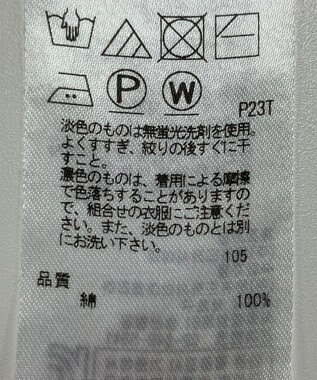 P
W
P23T
淡色のものは無蛍光洗剤を使用。
よくすすぎ、絞りの後すぐに干
すこと。
濃色のものは、着用による摩擦
で色落ちすることがありますの
で、組合せの衣服にご注意くださ
い。また、淡色のものとは別
にお洗い下さい。
105
品質
綿 100%